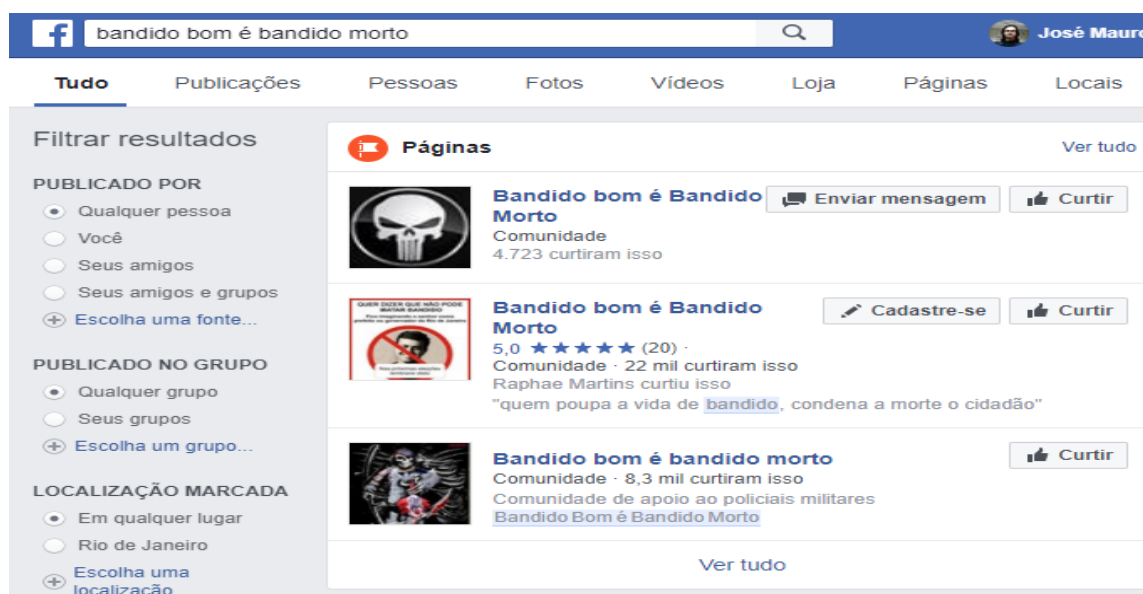 f
bandido bom é bandido morto
José Mauro
Tudo
Publicações
Pessoas
Fotos
Vídeos
Loja
Páginas
Locais
Filtrar resultados
PUBLICADO POR
Qualquer pessoa
Você
Seus amigos
Seus amigos e grupos
Escolha uma fonte...
PUBLICADO NO GRUPO
Qualquer grupo
Seus grupos
Escolha um grupo...
LOCALIZAÇÃO MARCADA
Em qualquer lugar
Rio de Janeiro
Escolha uma
localização
Páginas
Ver tudo
Bandido bom é Bandido
Morto
Enviar mensagem
Curtir
Comunidade
4.723 curtiram isso
QUER DIZER QUE NÃO PODE
MATAR BANDIDO
Bandido bom é Bandido
Morto
Cadastre-se
Curtir
5,0 ★★★★★ (20) ·
Comunidade · 22 mil curtiram isso
Raphae Martins curtiu isso
"quem poupa a vida de bandido, condena a morte o cidadão"
Bandido bom é bandido morto
Curtir
Comunidade · 8,3 mil curtiram isso
Comunidade de apoio ao policiais militares
Bandido Bom é Bandido Morto
Ver tudo